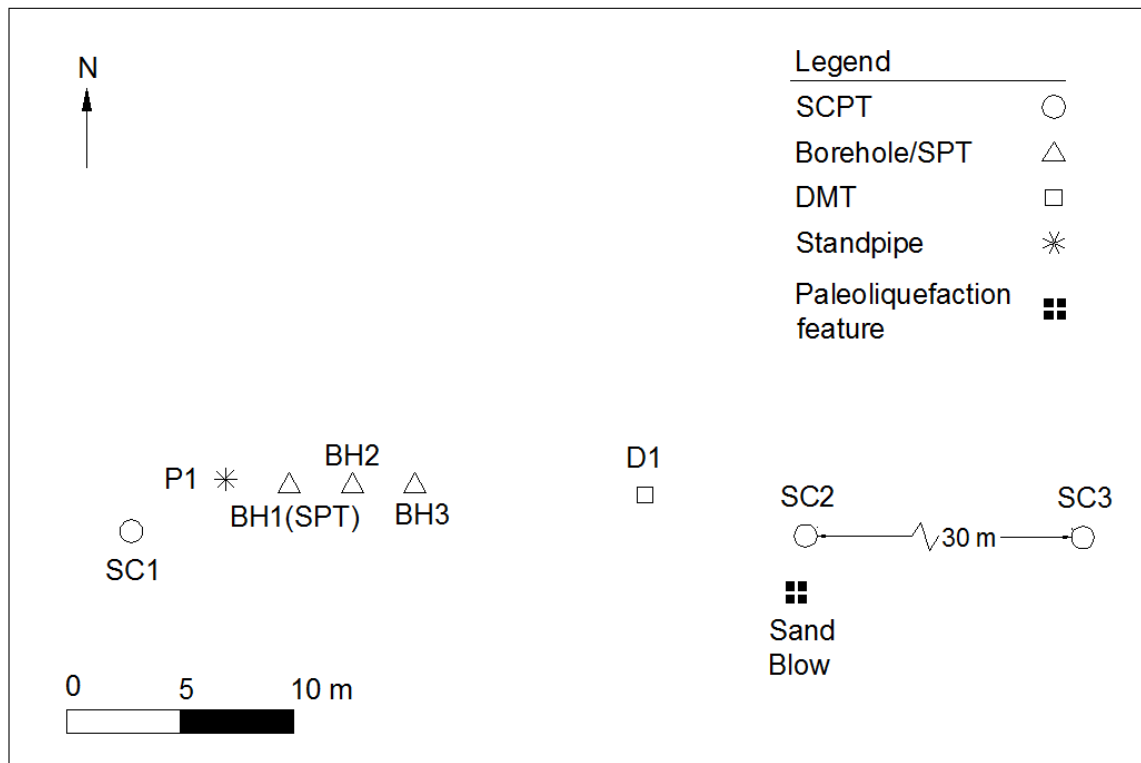 N
Legend
SCPT
Borehole/SPT
DMT
Standpipe
Paleoliquefaction
feature
P1
BH1(SPT)
BH2
BH3
D1
SC1
SC2
30 m
SC3
Sand
Blow
0 5 10 m